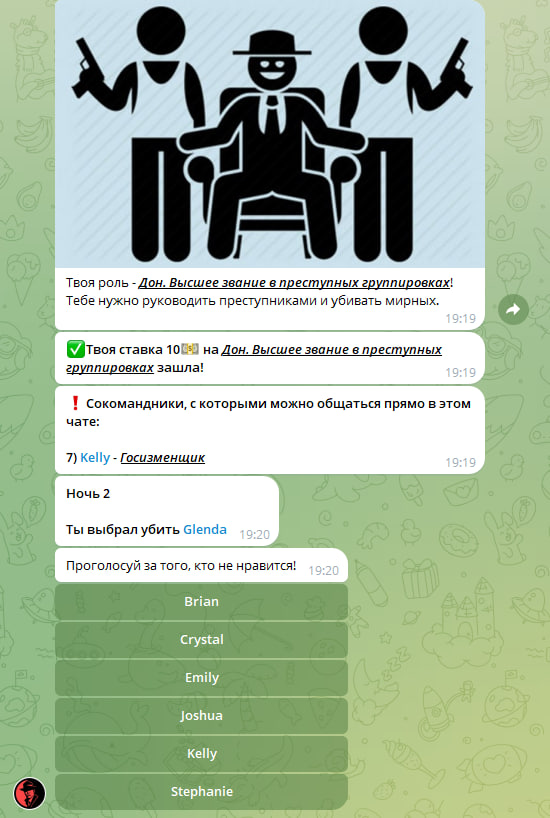 Твоя роль - Дон. Высшее звание в преступных группировках!
Тебе нужно руководить преступниками и убивать мирных.
19:19
✅Твоя ставка 10💵 на Дон. Высшее звание в преступных
группировках зашла!
19:19
❗ Сокомандники, с которыми можно общаться прямо в этом
чате:
7) Kelly - Госизменщик
19:19
Ночь 2
Ты выбрал убить Glenda
19:20
Проголосуй за того, кто не нравится!
19:20
Brian
Crystal
Emily
Joshua
Kelly
Stephanie